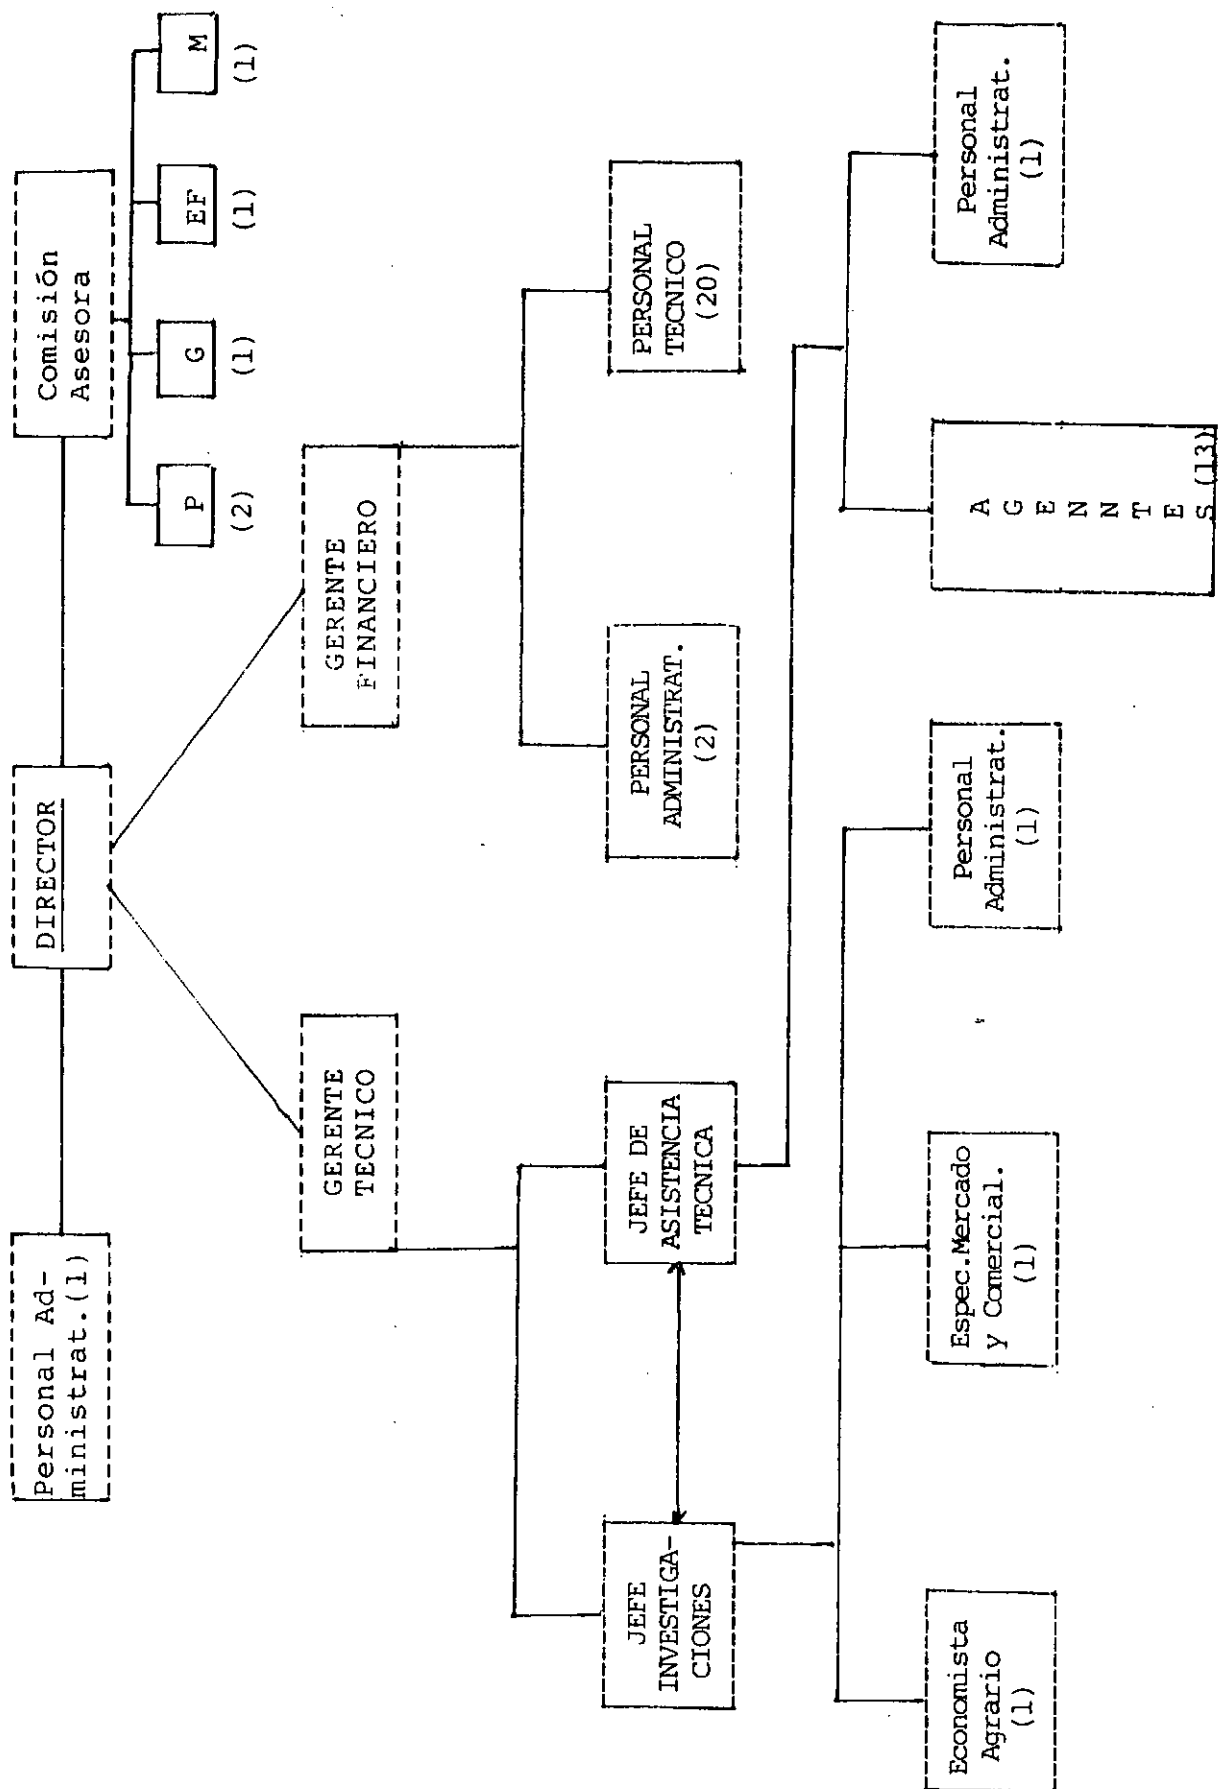 Personal Ad-
ministrat.(1)
DIRECTOR
Comisión
Asesora
P
(2)
G
(1)
EF
(1)
M
(1)
GERENTE
TECNICO
GERENTE
FINANCIERO
JEFE
INVESTIGA-
CIONES
JEFE DE
ASISTENCIA
TECNICA
PERSONAL
ADMINISTRAT.
(2)
PERSONAL
TECNICO
(20)
Economista
Agrario
(1)
Espec.Mercado
y Comercial.
(1)
Personal
Administrat.
(1)
A
G
E
N
N
T
E
S (13)
Personal
Administrat.
(1)